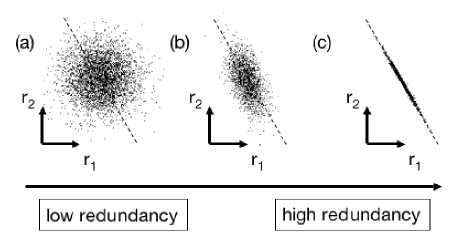 (a)
(b)
(c)
r2
r2
r2
r1
r1
r1
low redundancy
high redundancy